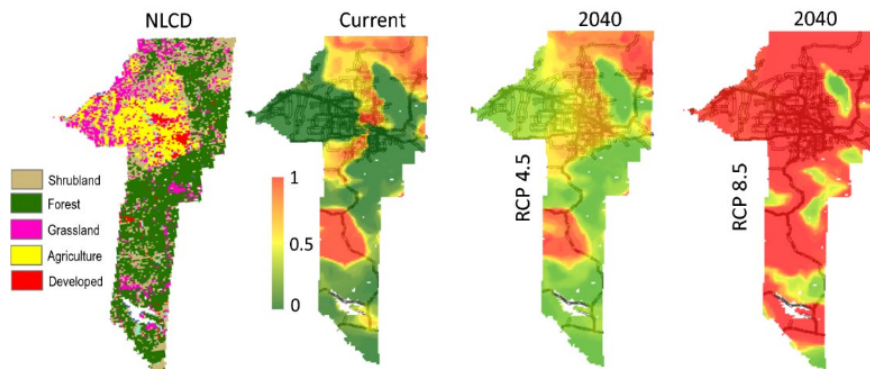 NLCD
Current
2040
2040
Shrubland
Forest
Grassland
Agriculture
Developed
1
0.5
0
RCP 4.5
RCP 8.5